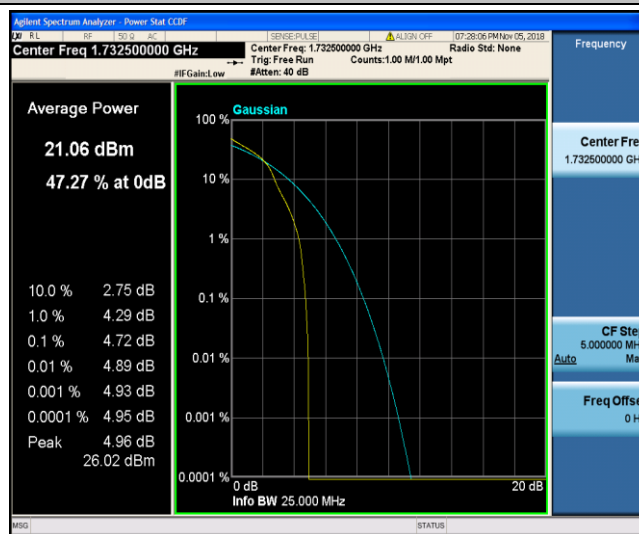 Agilent Spectrum Analyzer - Power Stat CCDF
RL RF 50 Ω AC SENSE:PULSE ALIGN OFF 07:28:06 PM Nov 05, 2018
Center Freq 1.732500000 GHz
Center Freq: 1.732500000 GHz Radio Std: None
Trig: Free Run Counts:1.00 M/1.00 Mpt
#IFGain:Low #Atten: 40 dB
Frequency
Average Power
21.06 dBm
47.27 % at 0dB
10.0 % 2.75 dB
1.0 % 4.29 dB
0.1 % 4.72 dB
0.01 % 4.89 dB
0.001 % 4.93 dB
0.0001 % 4.95 dB
Peak 4.96 dB
26.02 dBm
Gaussian
100 %
10 %
1 %
0.1 %
0.01 %
0.001 %
0.0001 %
0 dB 20 dB
Info BW 25.000 MHz
Center Fre
1.732500000 GH
CF Ste
5.000000 MH
Auto Ma
Freq Offse
0 H
MSG STATUS